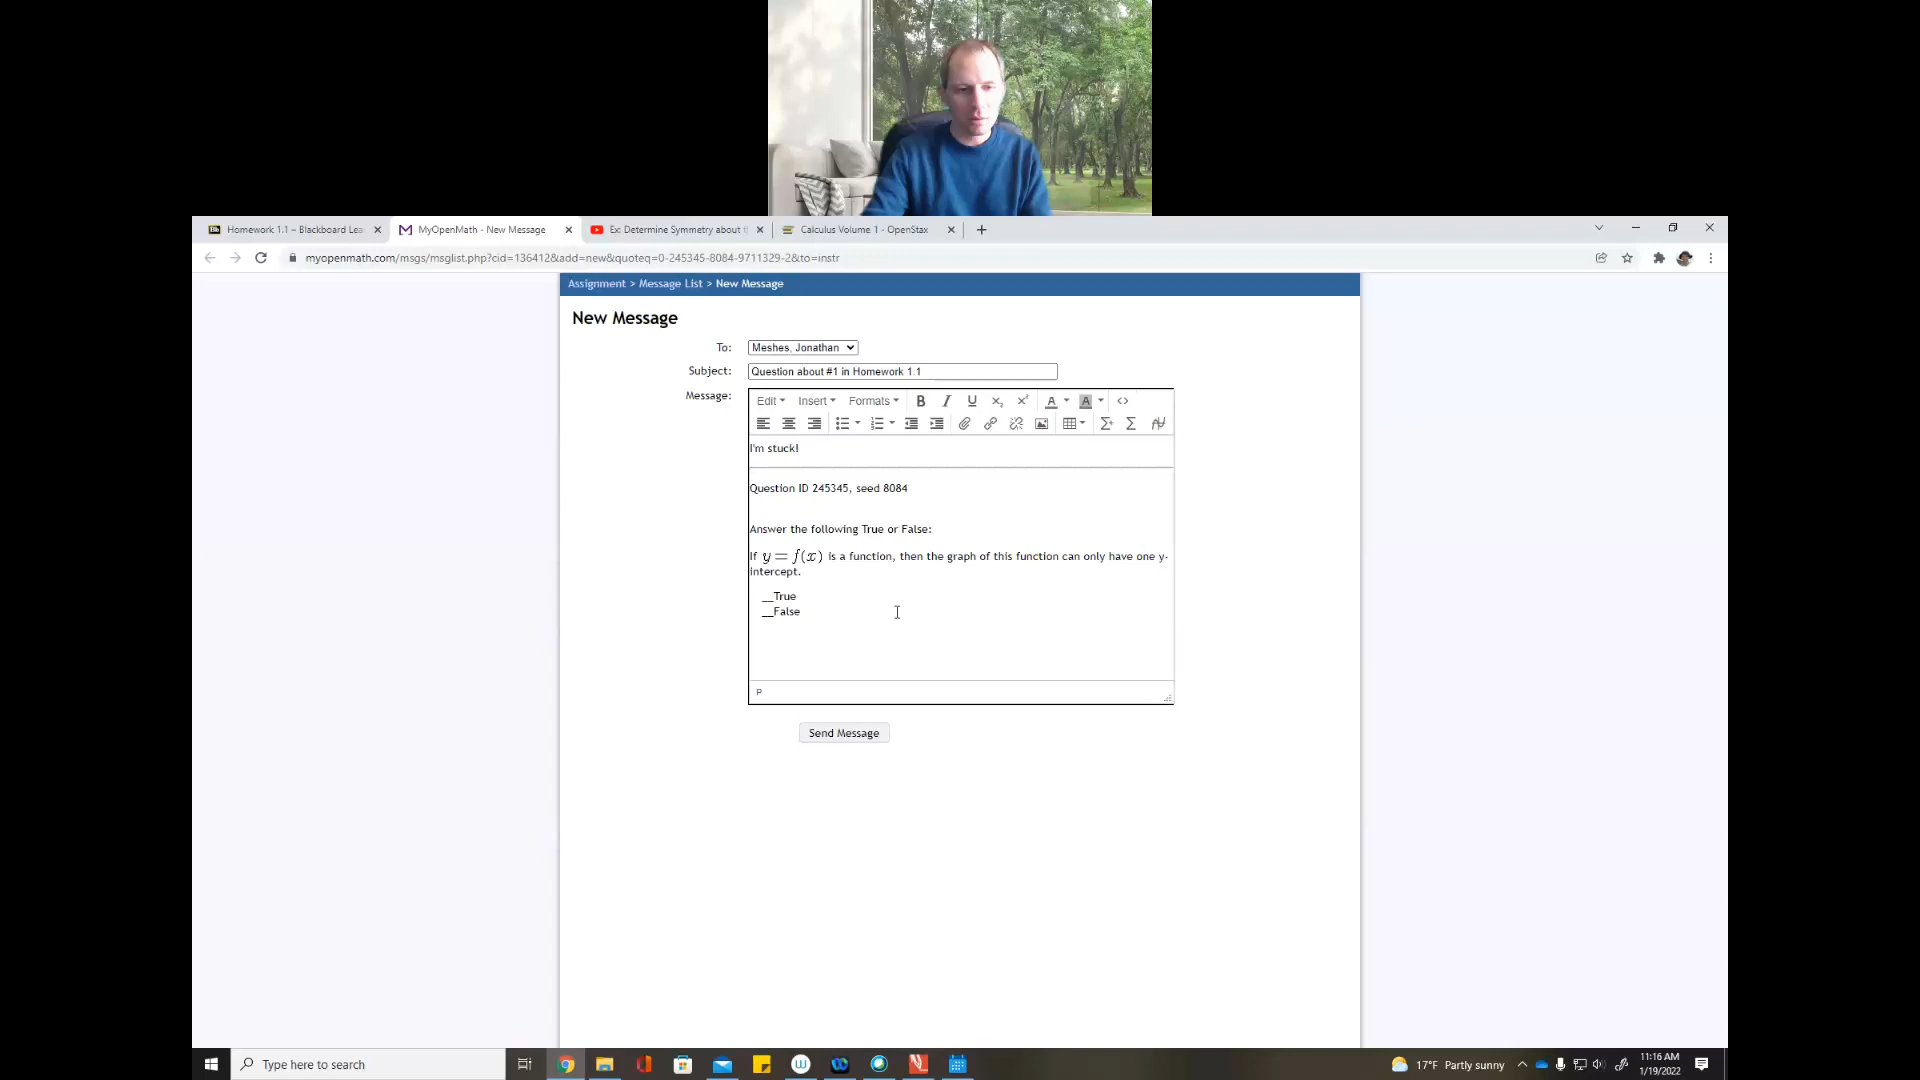 Homework 1.1 – Blackboard Lea
MyOpenMath - New Message
Ex: Determine Symmetry about t
Calculus Volume 1 - OpenStax
myopenmath.com/msgs/msglist.php?cid=136412&add=new&quoteq=0-245345-8084-9711329-2&to=instr
Assignment > Message List > New Message
New Message
To: Meshes, Jonathan
Subject: Question about #1 in Homework 1.1
Message:
Edit Insert Formats B I U x₂ x² A A <>
I'm stuck!
Question ID 245345, seed 8084
Answer the following True or False:
If y = f(x) is a function, then the graph of this function can only have one y-
intercept.
__True
__False
P
Send Message
Type here to search
17°F Partly sunny
11:16 AM
1/19/2022